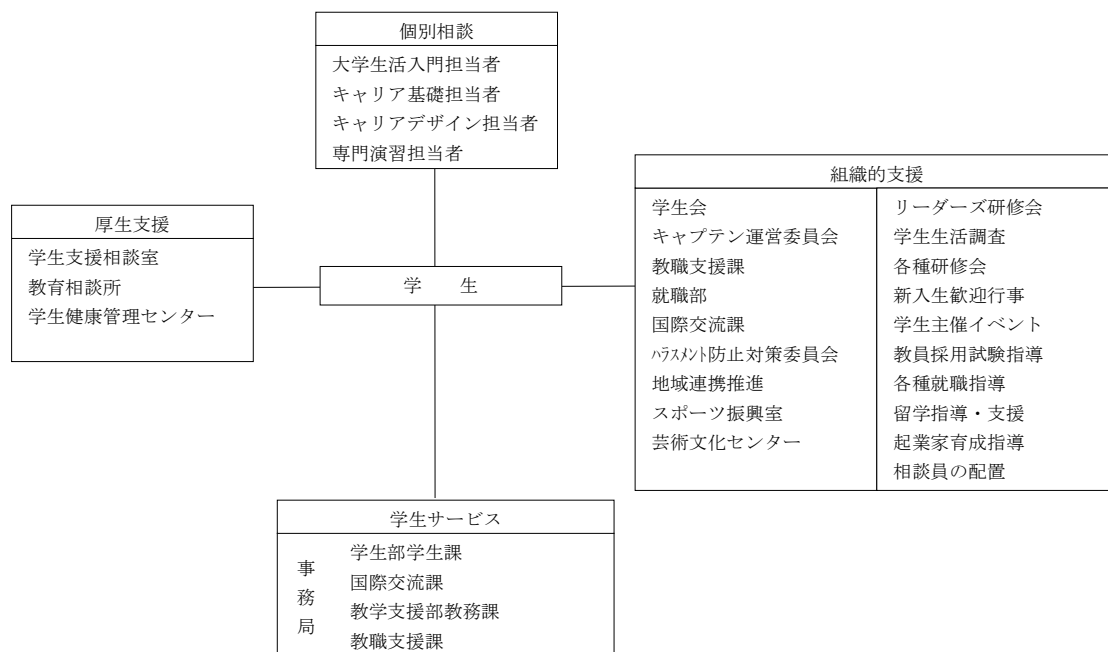 個別相談
大学生活入門担当者
キャリア基礎担当者
キャリアデザイン担当者
専門演習担当者
厚生支援
学生支援相談室
教育相談所
学生健康管理センター
学　生
組織的支援
学生会
キャプテン運営委員会
教職支援課
就職部
国際交流課
ﾊﾗｽﾒﾝﾄ防止対策委員会
地域連携推進
スポーツ振興室
芸術文化センター
リーダーズ研修会
学生生活調査
各種研修会
新入生歓迎行事
学生主催イベント
教員採用試験指導
各種就職指導
留学指導・支援
起業家育成指導
相談員の配置
学生サービス
事務局
学生部学生課
国際交流課
教学支援部教務課
教職支援課